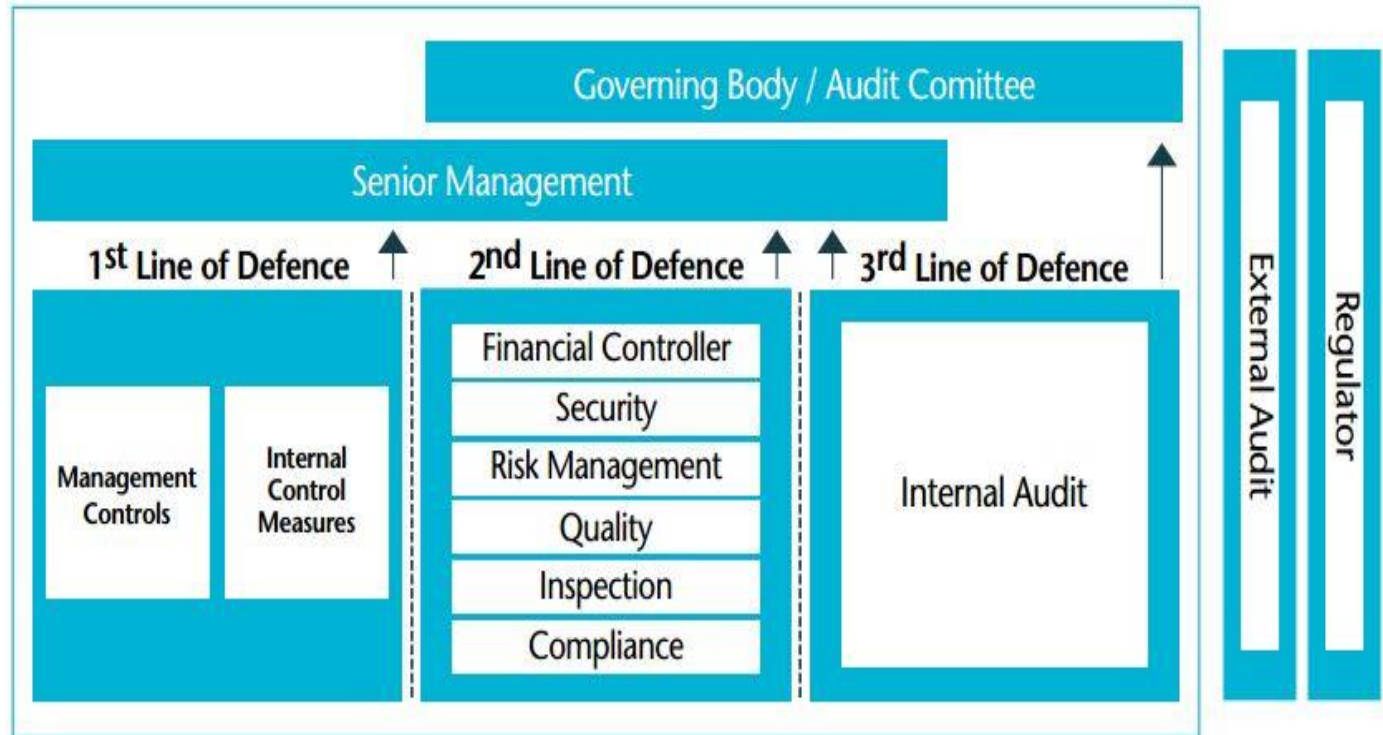 Governing Body / Audit Comittee
Senior Management
1st Line of Defence
2nd Line of Defence
3rd Line of Defence
Management
Controls
Internal
Control
Measures
Financial Controller
Security
Risk Management
Quality
Inspection
Compliance
Internal Audit
External Audit
Regulator